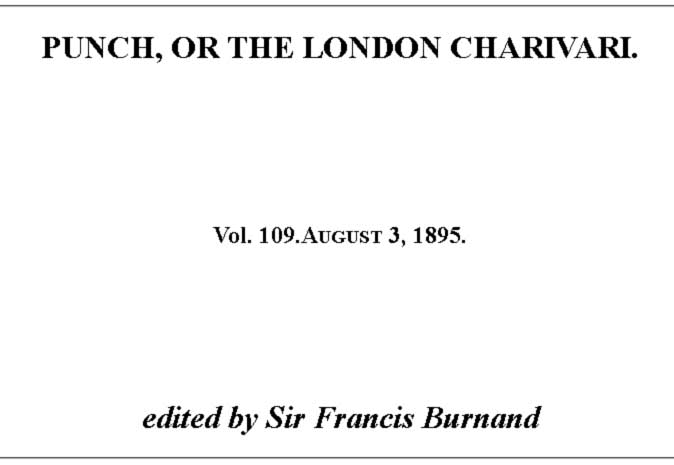 PUNCH, OR THE LONDON CHARIVARI.
Vol. 109.August 3, 1895.
edited by Sir Francis Burnand